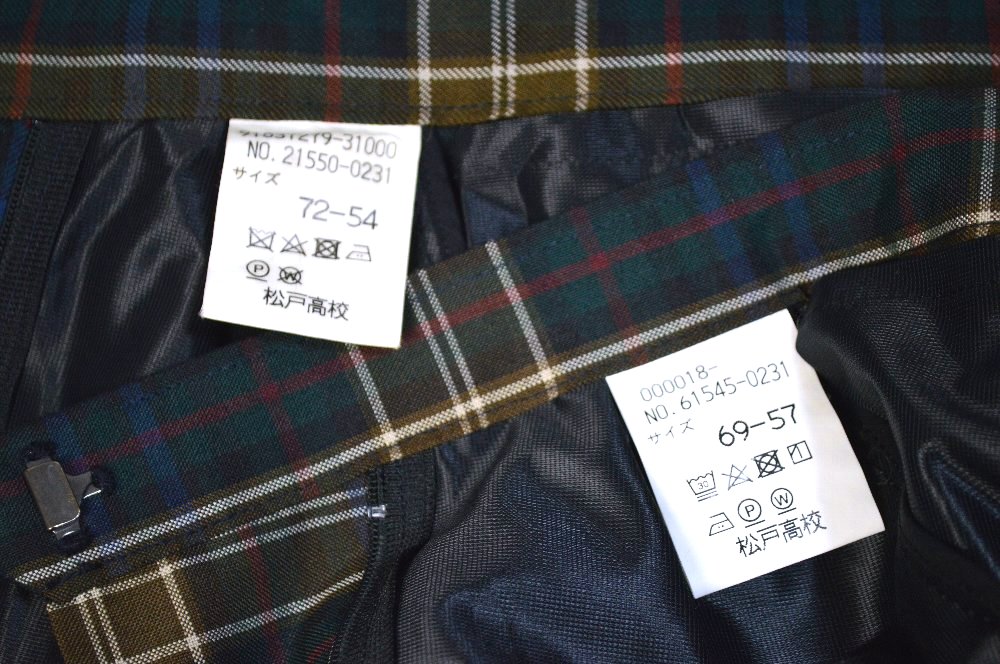 NO. 21550-0231
サイズ
72-54
P
W
松戸高校
000018-
NO. 61545-0231
サイズ
69-57
30
P W
松戸高校